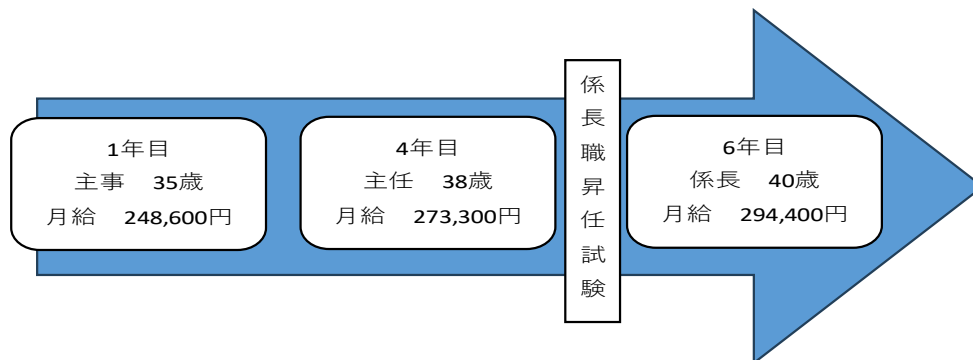 1年目
主事　35歳
月給　248,600円
4年目
主任　38歳
月給　273,300円
係長職昇任試験
6年目
係長　40歳
月給　294,400円